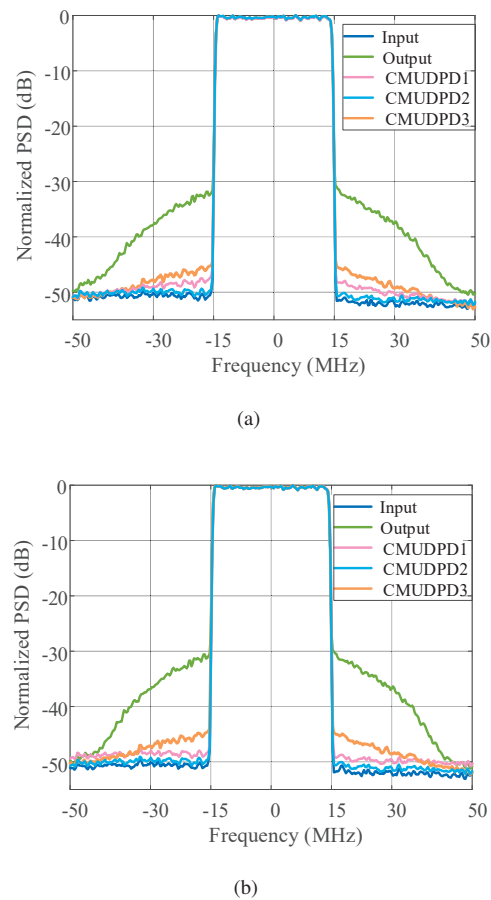 0
-10
-20
-30
-40
-50
Normalized PSD (dB)
Input
Output
CMUDPD1
CMUDPD2
CMUDPD3
-50 -30 -15 0 15 30 50
Frequency (MHz)
(a)
0
-10
-20
-30
-40
-50
Normalized PSD (dB)
Input
Output
CMUDPD1
CMUDPD2
CMUDPD3
-50 -30 -15 0 15 30 50
Frequency (MHz)
(b)